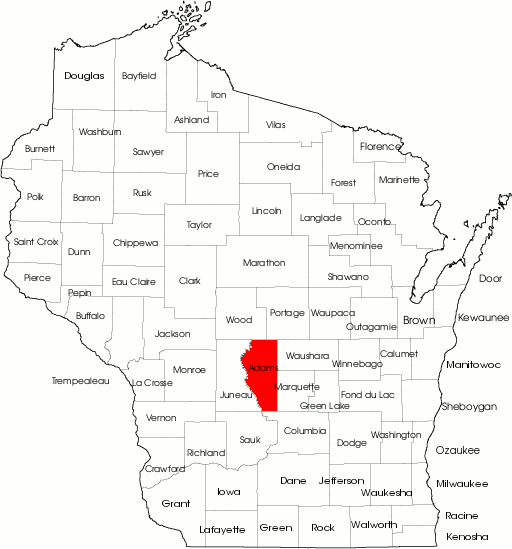 Douglas
Bayfield
Iron
Ashland
Vilas
Washburn
Burnett
Sawyer
Florence
Oneida
Price
Forest
Marinette
Polk
Barron
Rusk
Lincoln
Langlade
Oconto
Taylor
Saint Croix
Chippewa
Dunn
Menominee
Marathon
Pierce
Eau Claire
Clark
Shawano
Door
Pepin
Buffalo
Wood
Portage
Waupaca
Outagamie
Brown
Kewaunee
Jackson
Waushara
Calumet
Winnebago
Manitowoc
Adams
Monroe
Trempealeau
La Crosse
Marquette
Juneau
Fond du Lac
Green Lake
Sheboygan
Vernon
Columbia
Washington
Sauk
Dodge
Richland
Ozaukee
Crawford
Dane
Jefferson
Milwaukee
Iowa
Waukesha
Grant
Racine
Lafayette
Green
Rock
Walworth
Kenosha